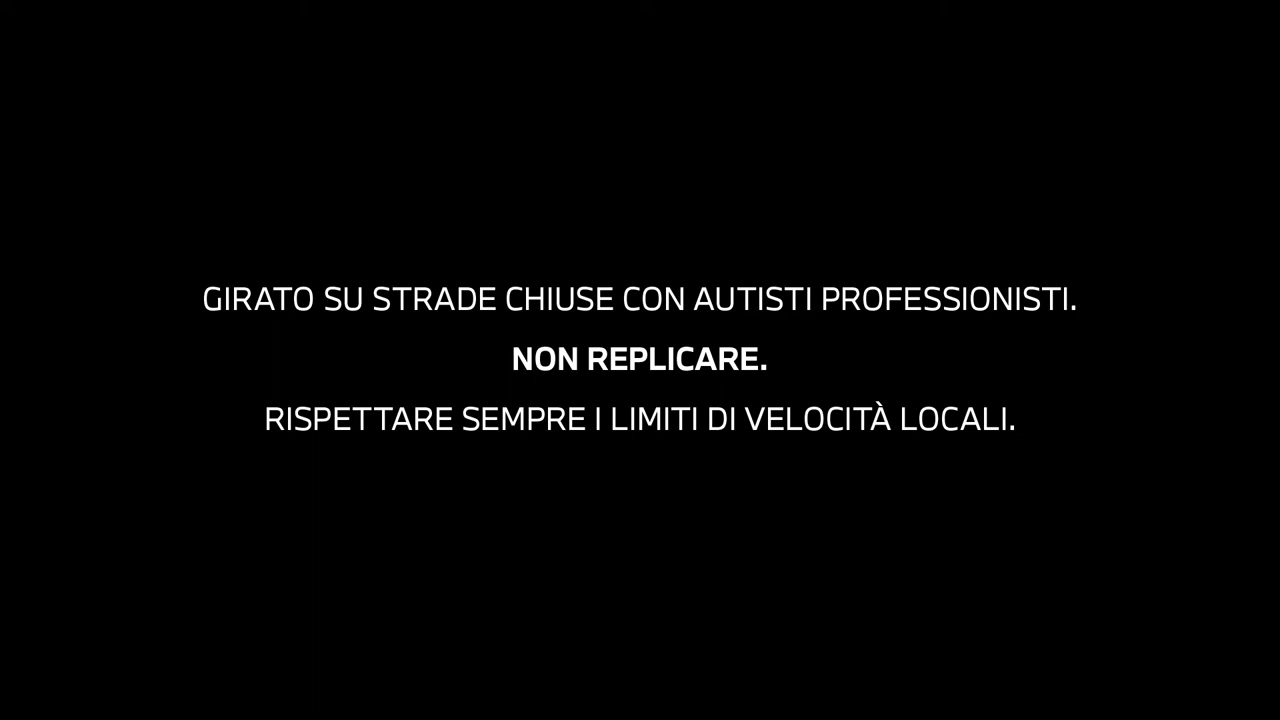 GIRATO SU STRADE CHIUSE CON AUTISTI PROFESSIONISTI.
NON REPLICARE.
RISPETTARE SEMPRE I LIMITI DI VELOCITÀ LOCALI.